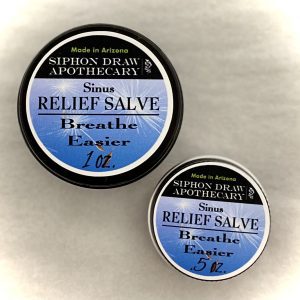 Made in Arizona
SIPHON DRAW
APOTHECARY
Sinus
RELIEF SALVE
Breathe
Easier
1 oz.
Made in Arizona
SIPHON DRAW
APOTHECARY
Sinus
RELIEF SALVE
Breathe
Easier
.5 oz.